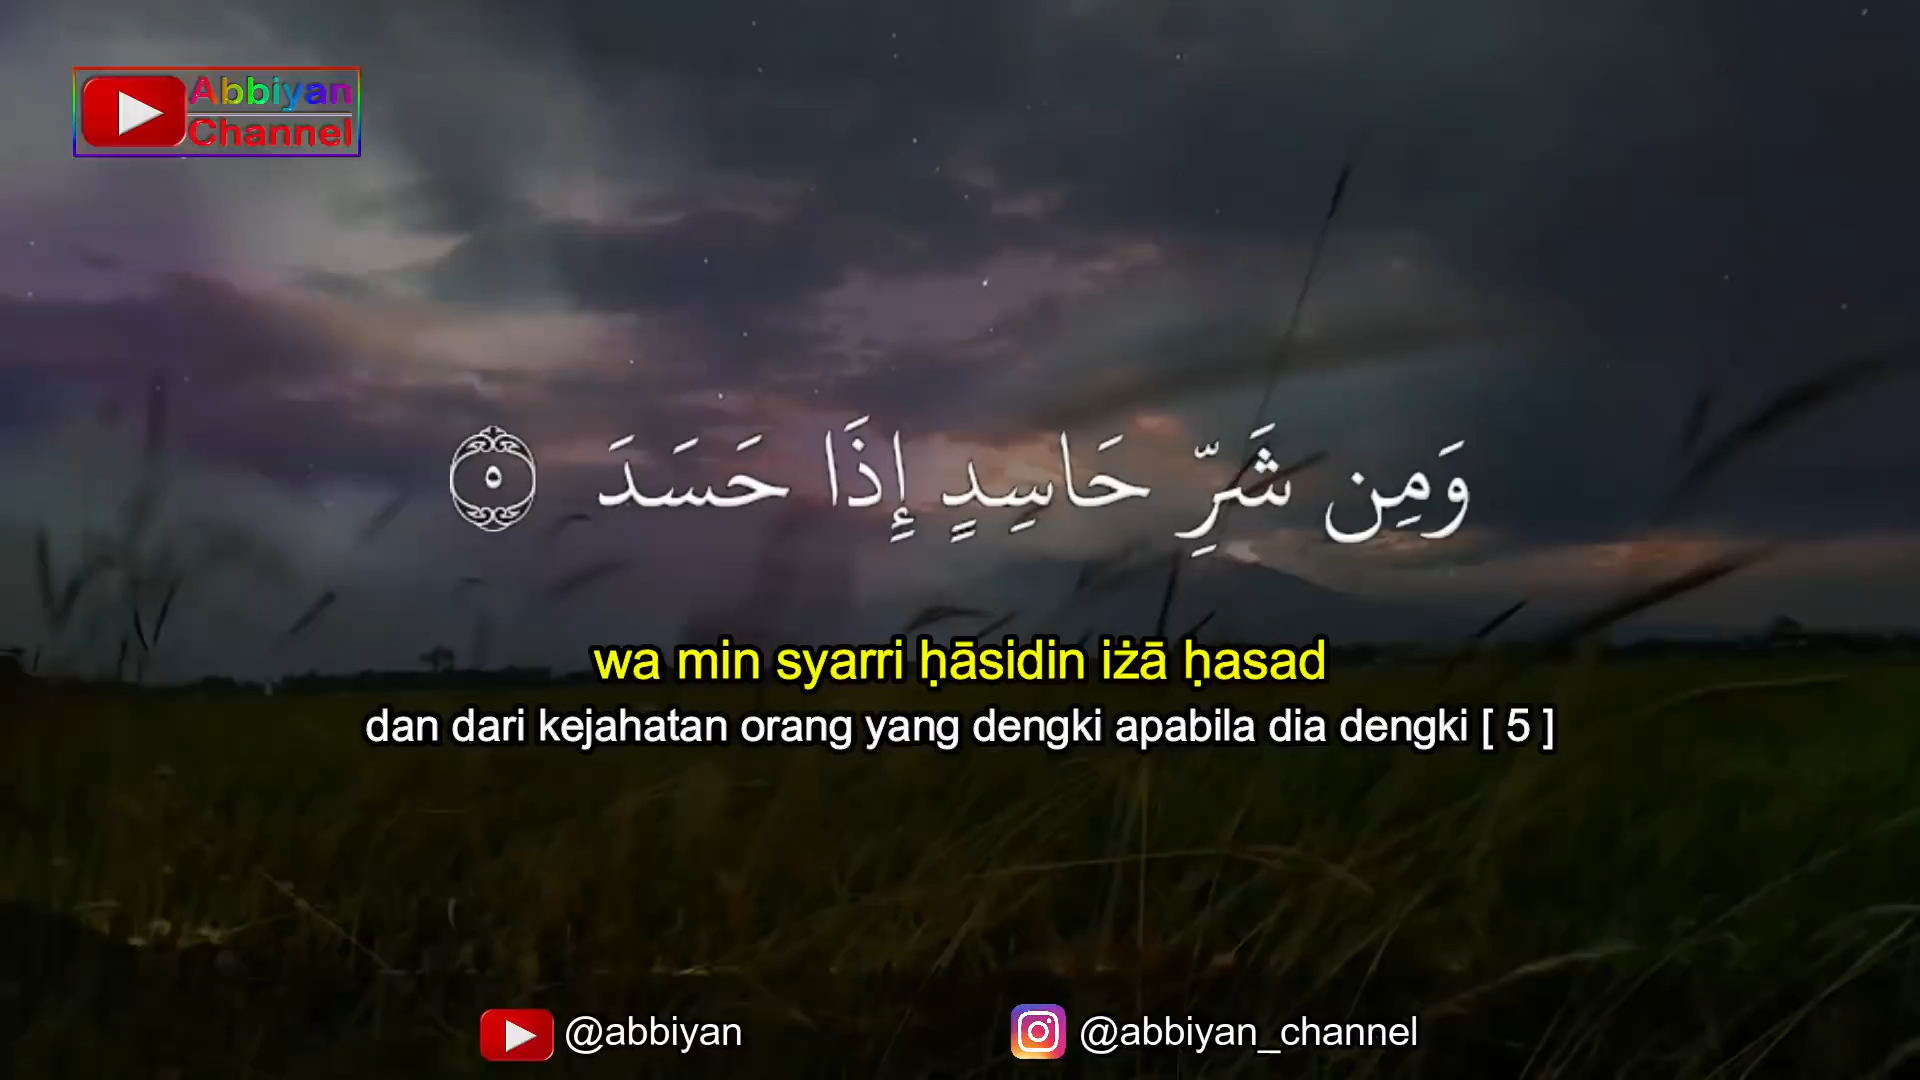 Abbiyan
Channel
وَمِن شَرِّ حَاسِدٍ إِذَا حَسَدَ ٥
wa min syarri ḥāsidin iżā ḥasad
dan dari kejahatan orang yang dengki apabila dia dengki [ 5 ]
@abbiyan
@abbiyan_channel